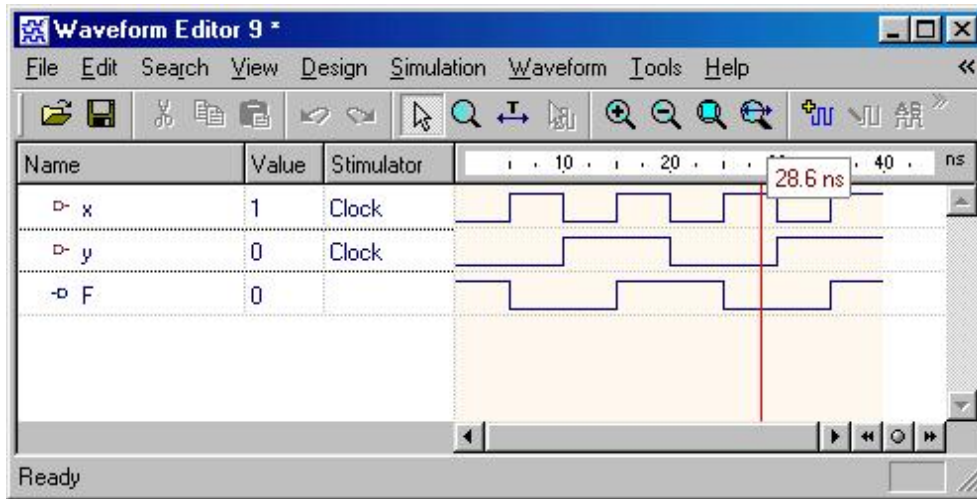 Waveform Editor 9 *
File Edit Search View Design Simulation Waveform Tools Help
Name Value Stimulator 10 20 40 ns
28.6 ns
x 1 Clock
y 0 Clock
F 0
Ready